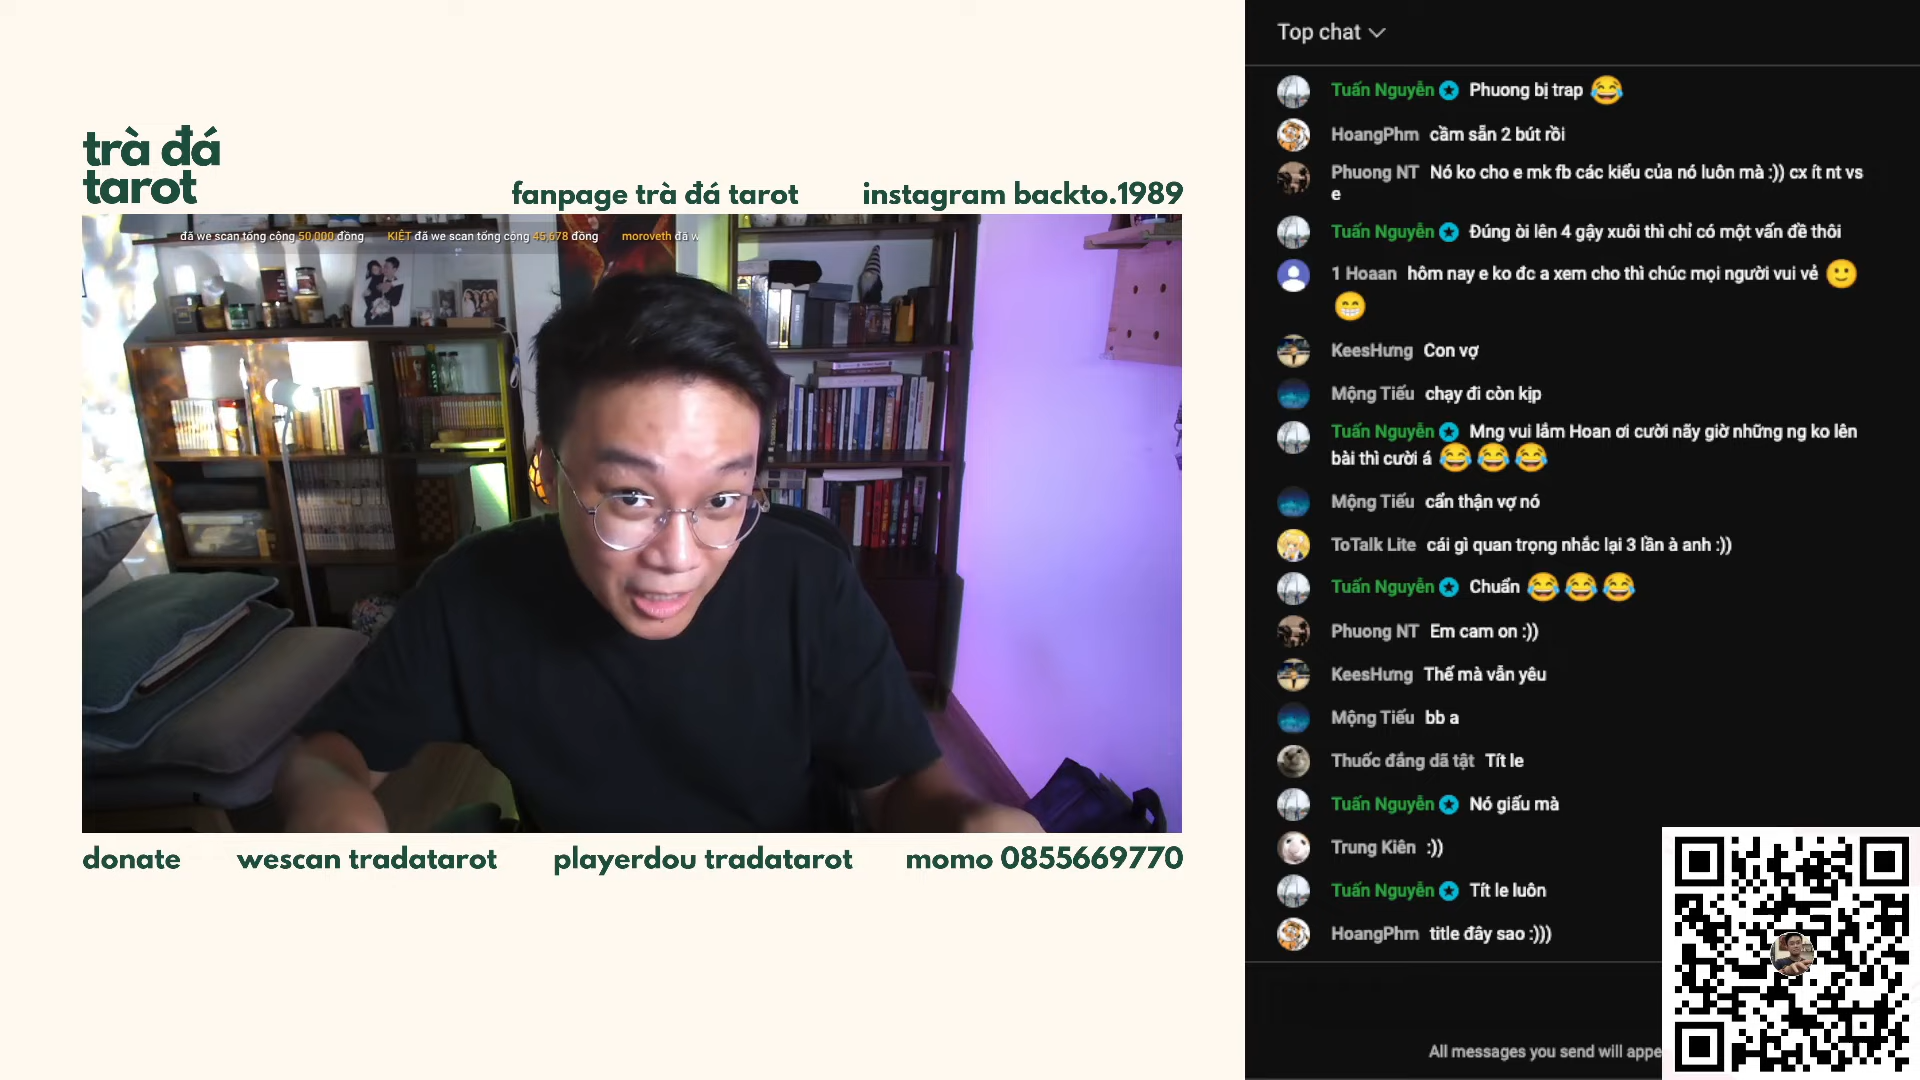 trà đá
tarot
fanpage trà đá tarot
instagram backto.1989
đã we scan tổng cộng 50,000 đồng KIỆT đã we scan tổng cộng 45,678 đồng moroveth đã w
donate
wescan tradatarot
playerdou tradatarot
momo 0855669770
Top chat
Tuấn Nguyễn Phuong bị trap 😂
HoangPhm cầm sẵn 2 bút rồi
Phuong NT Nó ko cho e mk fb các kiểu của nó luôn mà :)) cx ít nt vs
e
Tuấn Nguyễn Đúng òi lên 4 gậy xuôi thì chỉ có một vấn đề thôi
1 Hoaan hôm nay e ko đc a xem cho thì chúc mọi người vui vẻ 🙂
😁
KeesHưng Con vợ
Mộng Tiếu chạy đi còn kịp
Tuấn Nguyễn Mng vui lắm Hoan ơi cười nãy giờ những ng ko lên
bài thì cười á 😂😂😂
Mộng Tiếu cẩn thận vợ nó
ToTalk Lite cái gì quan trọng nhắc lại 3 lần à anh :))
Tuấn Nguyễn Chuẩn 😂😂😂
Phuong NT Em cam on :))
KeesHưng Thế mà vẫn yêu
Mộng Tiếu bb a
Thuốc đắng dã tật Tít le
Tuấn Nguyễn Nó giấu mà
Trung Kiên :))
Tuấn Nguyễn Tít le luôn
HoangPhm title đây sao :)))
All messages you send will appe